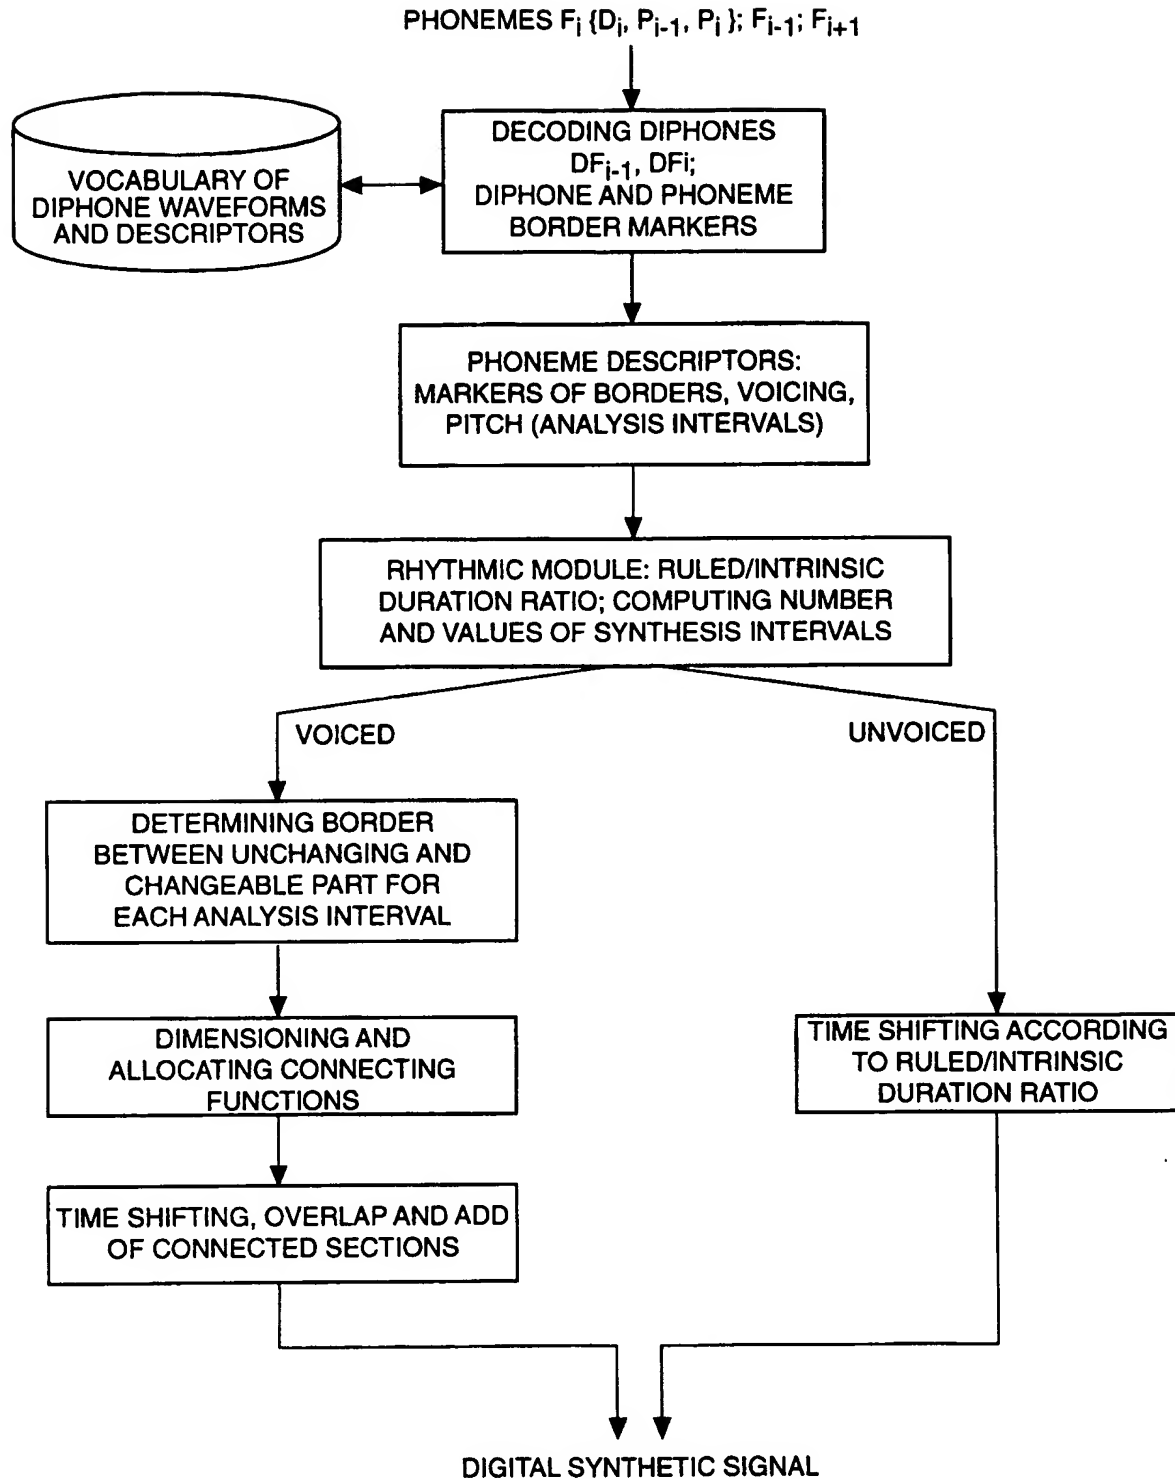 PHONEMES Fi {Di, Pi-1, Pi }; Fi-1; Fi+1
VOCABULARY OF
DIPHONE WAVEFORMS
AND DESCRIPTORS
DECODING DIPHONES
DFi-1, DFi;
DIPHONE AND PHONEME
BORDER MARKERS
PHONEME DESCRIPTORS:
MARKERS OF BORDERS, VOICING,
PITCH (ANALYSIS INTERVALS)
RHYTHMIC MODULE: RULED/INTRINSIC
DURATION RATIO; COMPUTING NUMBER
AND VALUES OF SYNTHESIS INTERVALS
VOICED
UNVOICED
DETERMINING BORDER
BETWEEN UNCHANGING AND
CHANGEABLE PART FOR
EACH ANALYSIS INTERVAL
DIMENSIONING AND
ALLOCATING CONNECTING
FUNCTIONS
TIME SHIFTING ACCORDING
TO RULED/INTRINSIC
DURATION RATIO
TIME SHIFTING, OVERLAP AND ADD
OF CONNECTED SECTIONS
DIGITAL SYNTHETIC SIGNAL